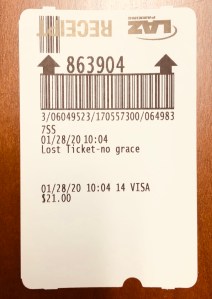 RECEIPT
LAZ
PARKING
863904
3/06049523/170557300/064983
7SS
01/28/20 10:04
Lost Ticket-no grace
01/28/20 10:04 14 VISA
$21.00